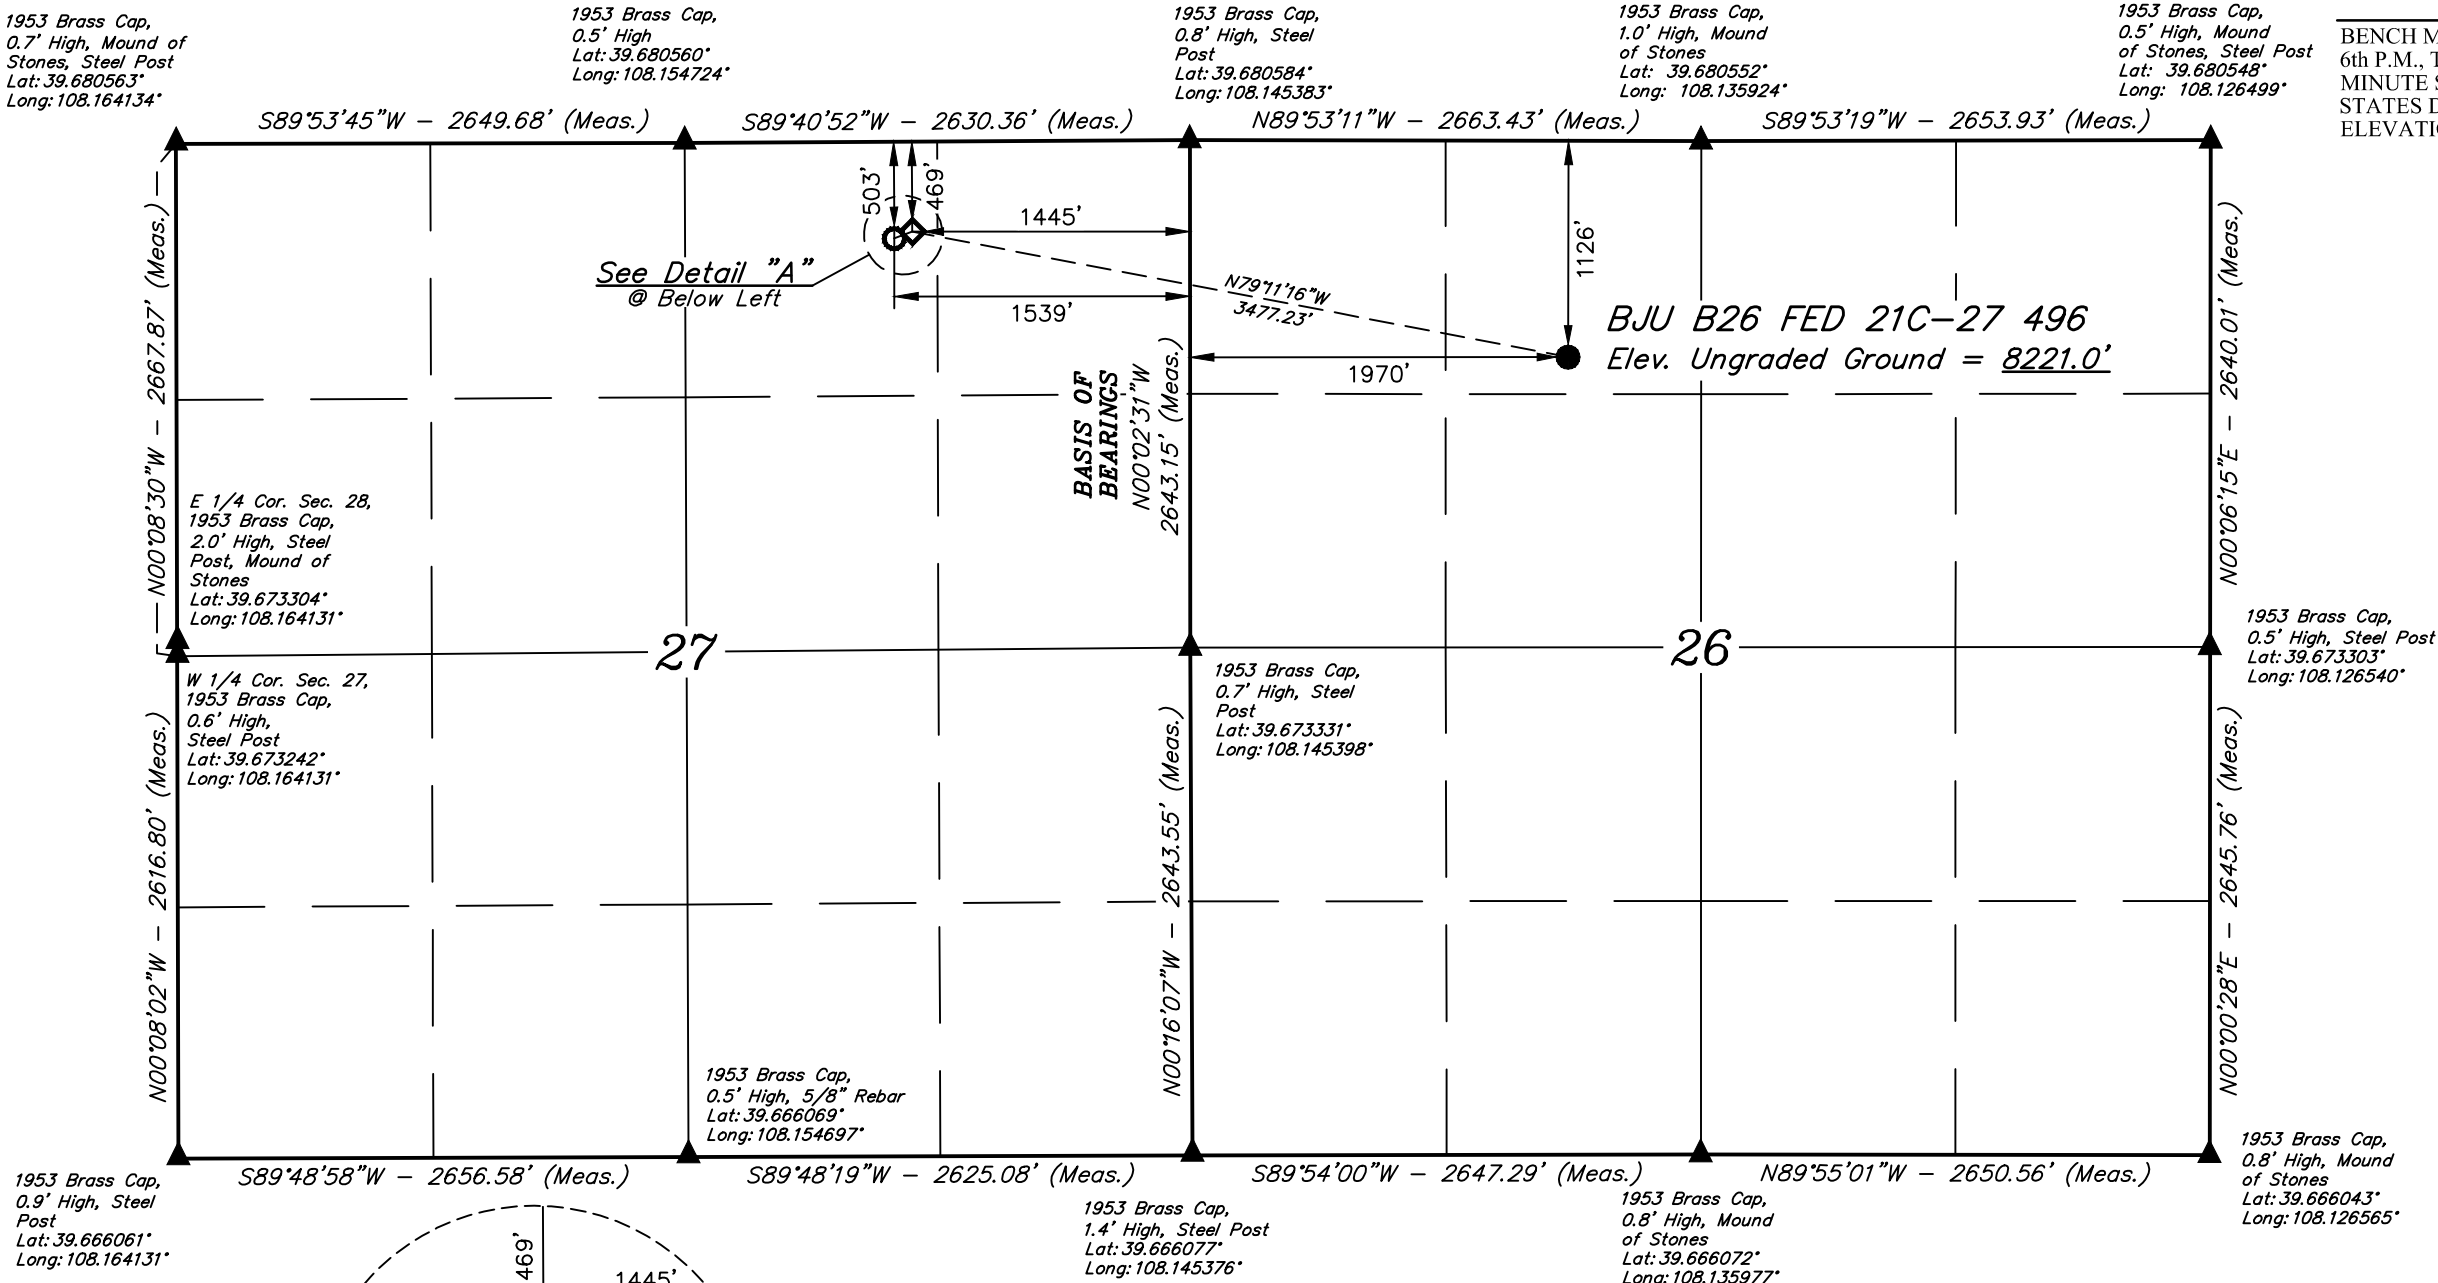 1953 Brass Cap,
0.7' High, Mound of
Stones, Steel Post
Lat: 39.680563°
Long: 108.164134°
1953 Brass Cap,
0.5' High
Lat: 39.680560°
Long: 108.154724°
1953 Brass Cap,
0.8' High, Steel
Post
Lat: 39.680584°
Long: 108.145383°
1953 Brass Cap,
1.0' High, Mound
of Stones
Lat: 39.680552°
Long: 108.135924°
1953 Brass Cap,
0.5' High, Mound
of Stones, Steel Post
Lat: 39.680548°
Long: 108.126499°
BENCH M
6th P.M., T
MINUTE S
STATES D
ELEVATI
S89°53'45"W - 2649.68' (Meas.)
S89°40'52"W - 2630.36' (Meas.)
N89°53'11"W - 2663.43' (Meas.)
S89°53'19"W - 2653.93' (Meas.)
503'
469'
1445'
1126'
See Detail "A"
@ Below Left
1539'
N79°11'16"W
3477.23'
1970'
BJU B26 FED 21C-27 496
Elev. Ungraded Ground = 8221.0'
N00°08'30"W - 2667.87' (Meas.)
BASIS OF
BEARINGS
N00°02'31"W
2643.15' (Meas.)
N00°06'15"E - 2640.01' (Meas.)
E 1/4 Cor. Sec. 28,
1953 Brass Cap,
2.0' High, Steel
Post, Mound of
Stones
Lat: 39.673304°
Long: 108.164131°
27
26
1953 Brass Cap,
0.5' High, Steel Post
Lat: 39.673303°
Long: 108.126540°
W 1/4 Cor. Sec. 27,
1953 Brass Cap,
0.6' High,
Steel Post
Lat: 39.673242°
Long: 108.164131°
1953 Brass Cap,
0.7' High, Steel
Post
Lat: 39.673331°
Long: 108.145398°
N00°08'02"W - 2616.80' (Meas.)
N00°16'07"W - 2643.55' (Meas.)
N00°00'28"E - 2645.76' (Meas.)
1953 Brass Cap,
0.5' High, 5/8" Rebar
Lat: 39.666069°
Long: 108.154697°
S89°48'58"W - 2656.58' (Meas.)
S89°48'19"W - 2625.08' (Meas.)
S89°54'00"W - 2647.29' (Meas.)
N89°55'01"W - 2650.56' (Meas.)
1953 Brass Cap,
0.9' High, Steel
Post
Lat: 39.666061°
Long: 108.164131°
1953 Brass Cap,
1.4' High, Steel Post
Lat: 39.666077°
Long: 108.145376°
1953 Brass Cap,
0.8' High, Mound
of Stones
Lat: 39.666072°
Long: 108.135977°
1953 Brass Cap,
0.8' High, Mound
of Stones
Lat: 39.666043°
Long: 108.126565°
469'
1445'